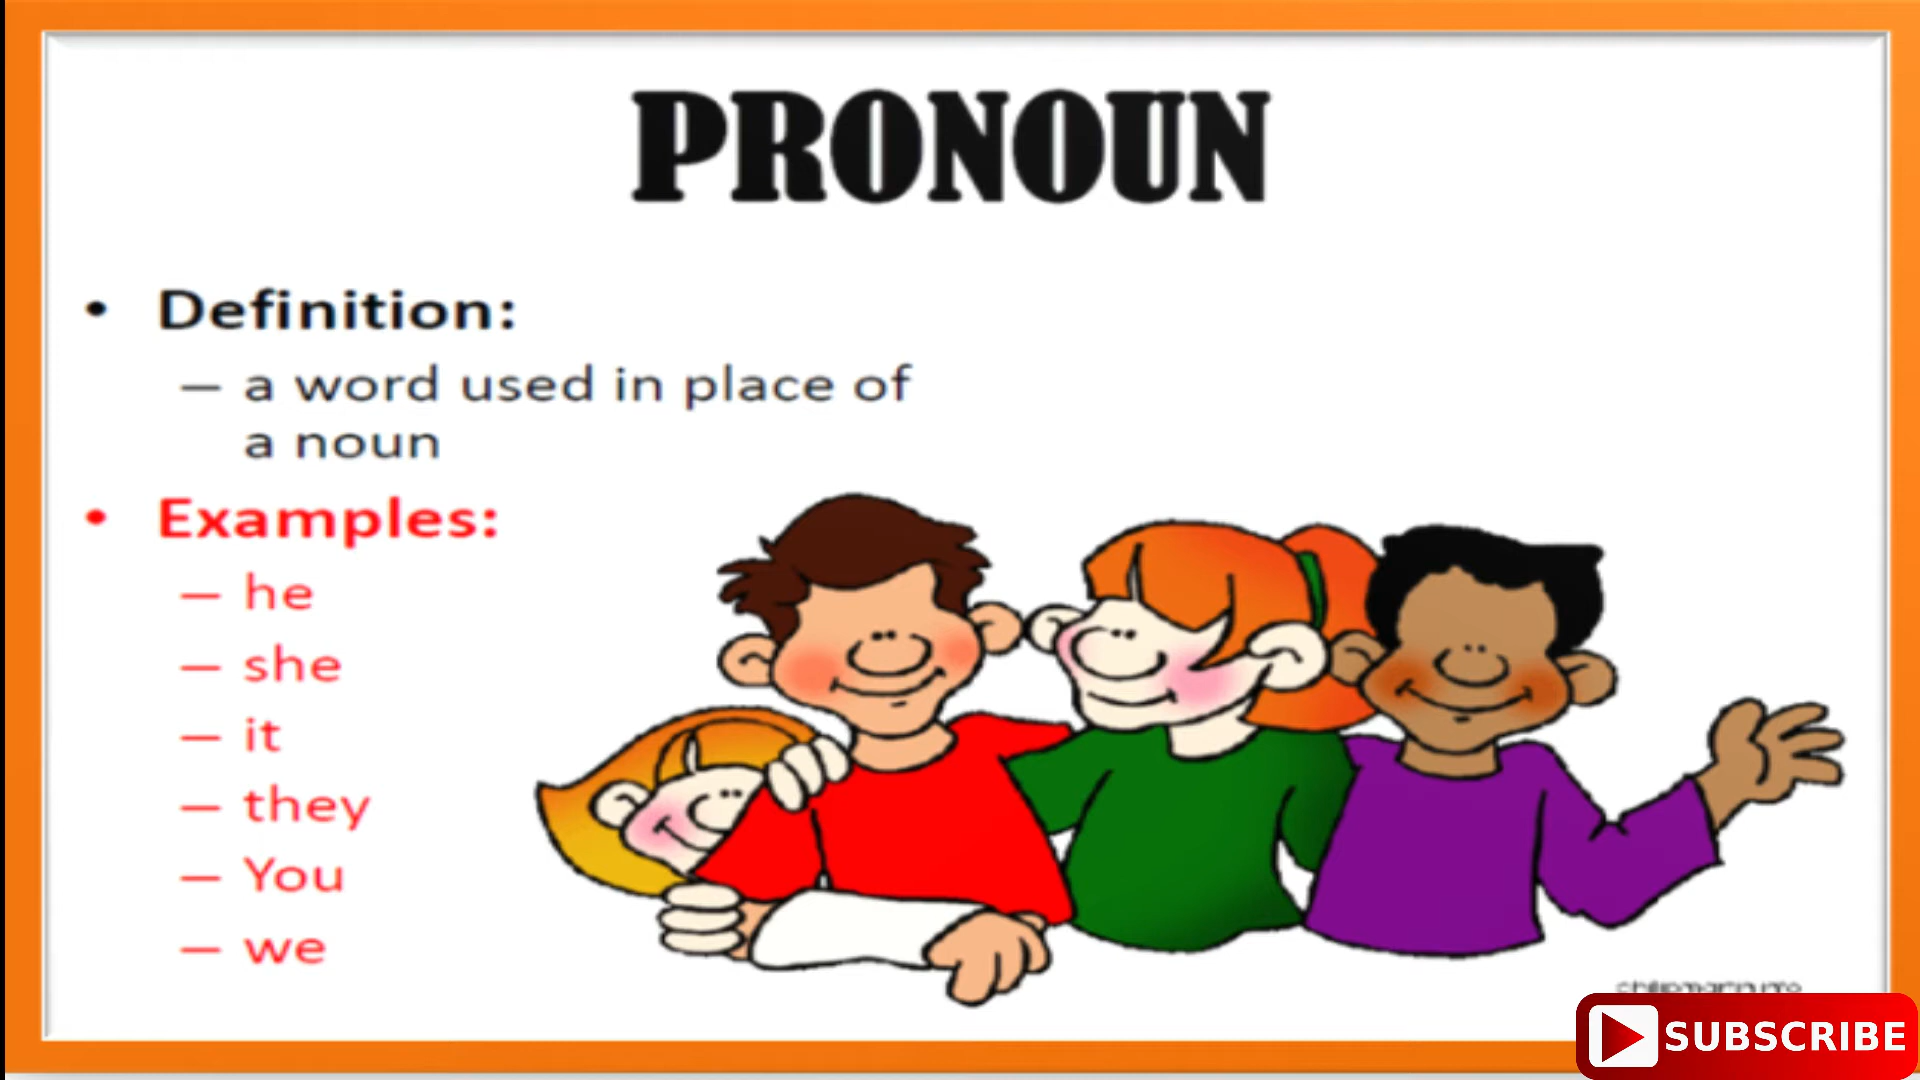 PRONOUN
• Definition:
– a word used in place of
a noun
• Examples:
– he
– she
– it
– they
– You
– we
SUBSCRIBE